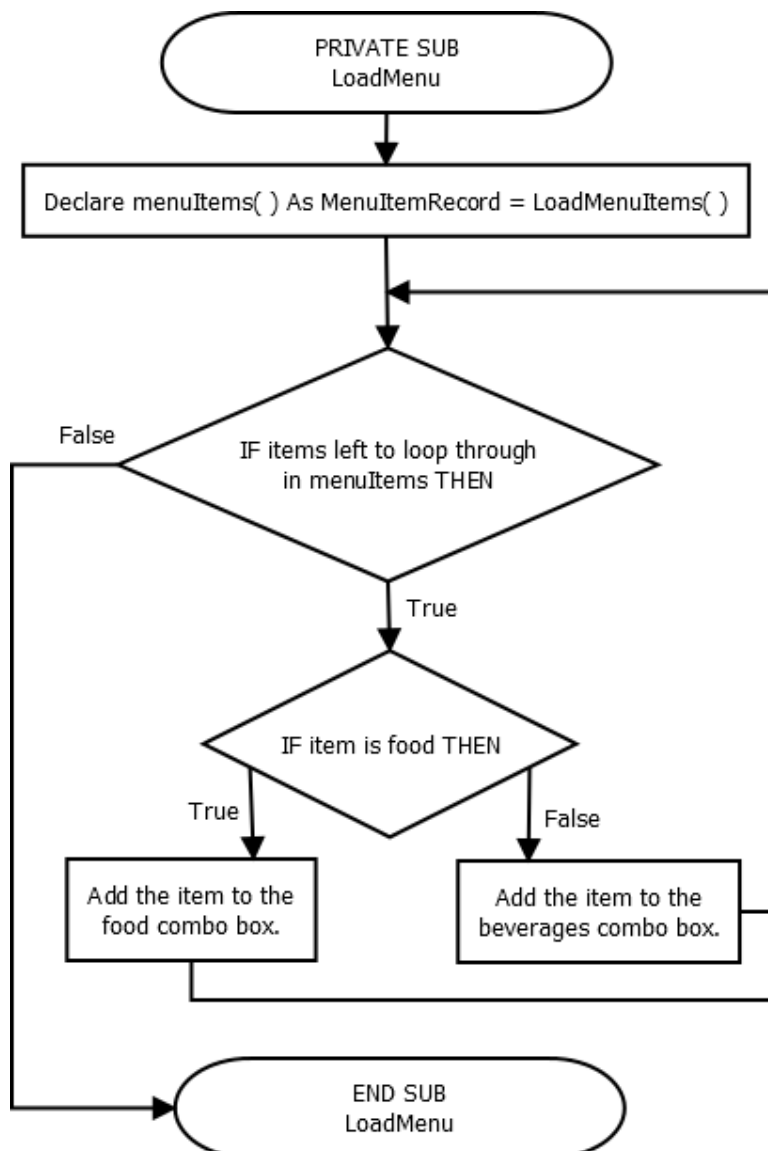 PRIVATE SUB
LoadMenu
Declare menuItems( ) As MenuItemRecord = LoadMenuItems( )
False
IF items left to loop through
in menuItems THEN
True
IF item is food THEN
True
False
Add the item to the
food combo box.
Add the item to the
beverages combo box.
END SUB
LoadMenu